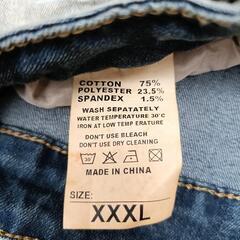 COTTON 75%
POLYESTER 23.5%
SPANDEX 1.5%
WASH SEPATATELY
WATER TEMPERATURE 30°C
IRON AT LOW TEMP ERATURE
DON'T USE BLEACH
DON'T USE DRY CLEANING
30
MADE IN CHINA
SIZE:
XXXL